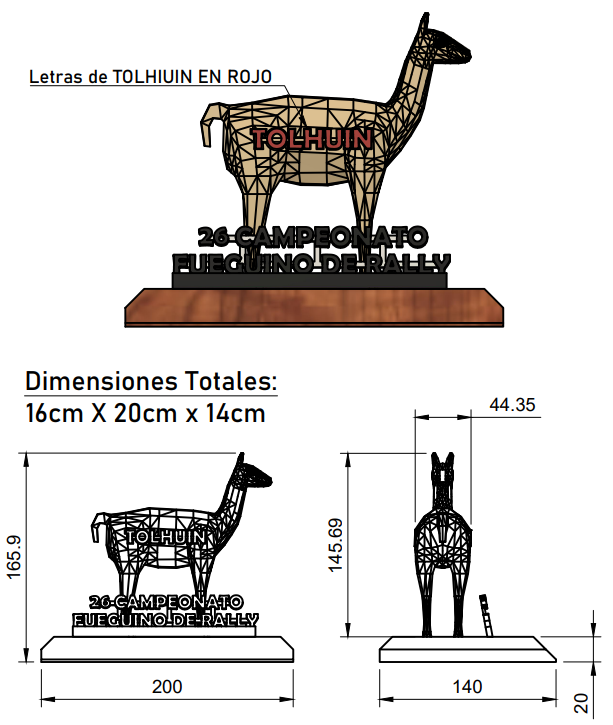 Letras de TOLHIUIN EN ROJO
TOLHUIN
26 CAMPEONATO
FUEGUINO DE RALLY
Dimensiones Totales:
16cm X 20cm x 14cm
44.35
165.9
TOLHUIN
26 CAMPEONATO
FUEGUINO DE RALLY
200
145.69
140
20